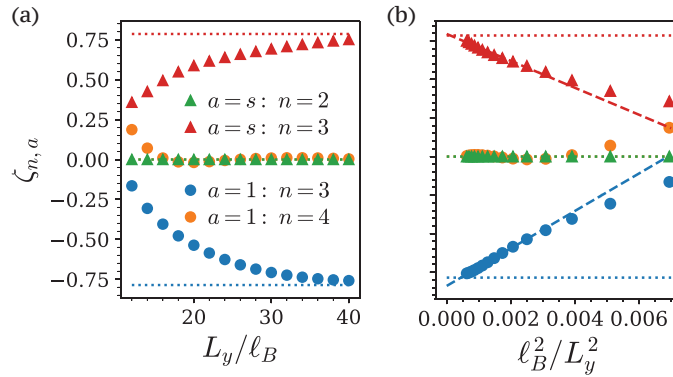 (a)
(b)
0.75
0.50
0.25
0.00
−0.25
−0.50
−0.75
ζn, a
a = s : n = 2
a = s : n = 3
a = 1 : n = 3
a = 1 : n = 4
20 30 40
Ly/ℓB
0.000 0.002 0.004 0.006
ℓ²B/L²y